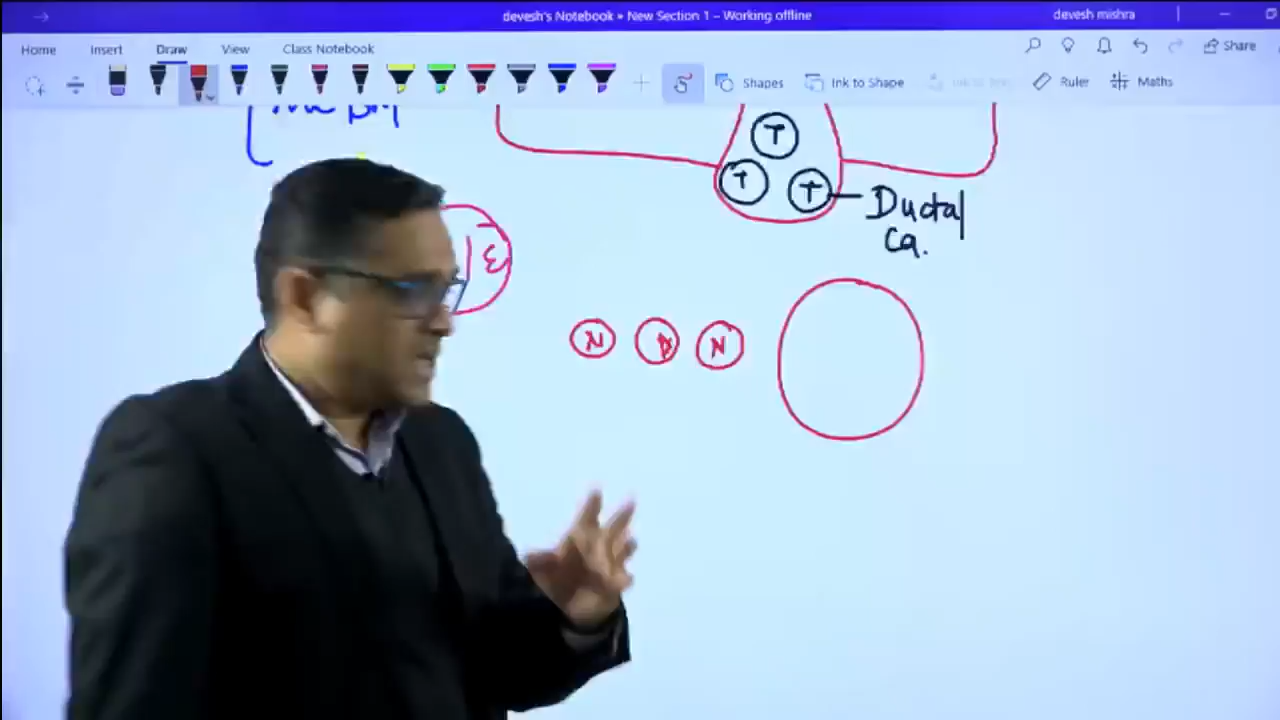 devesh's Notebook » New Section 1 – Working offline
devesh mishra
Home Insert Draw View Class Notebook
Share
Shapes
Ink to Shape
Ruler
Maths
T
T T
Ductal
Ca.
N N